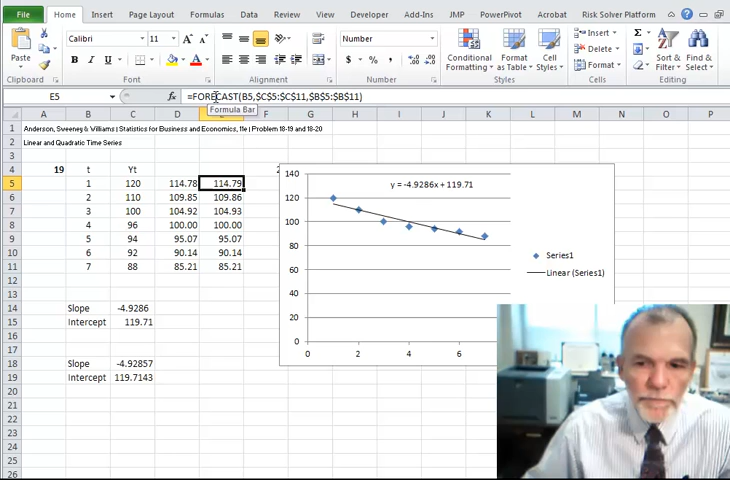 File Home Insert Page Layout Formulas Data Review View Developer Add-Ins JMP PowerPivot Acrobat Risk Solver Platform
Calibri 11 A A Number Insert Σ
Paste B I U $ % , Conditional Formatting Format as Table Cell Styles Delete Sort & Filter Find & Select
Format
Clipboard Font Alignment Number Styles Cells Editing
E5 fx =FORECAST(B5,$C$5:$C$11,$B$5:$B$11)
Formula Bar
A B C D F G H I J K L M N O P
1 Anderson, Sweeney & Williams | Statistics for Business and Economics, 11e | Problem 18-19 and 18-20
2 Linear and Quadratic Time Series
3
4 19 t Yt 2
5 1 120 114.78 114.79
6 2 110 109.85 109.86
7 3 100 104.92 104.93
8 4 96 100.00 100.00
9 5 94 95.07 95.07
10 6 92 90.14 90.14
11 7 88 85.21 85.21
12
13
14 Slope -4.9286
15 Intercept 119.71
16
17
18 Slope -4.92857
19 Intercept 119.7143
20
21
22
23
24
25
26
140
120
100
80
60
40
20
0
0 2 4 6
y = -4.9286x + 119.71
Series1
Linear (Series1)